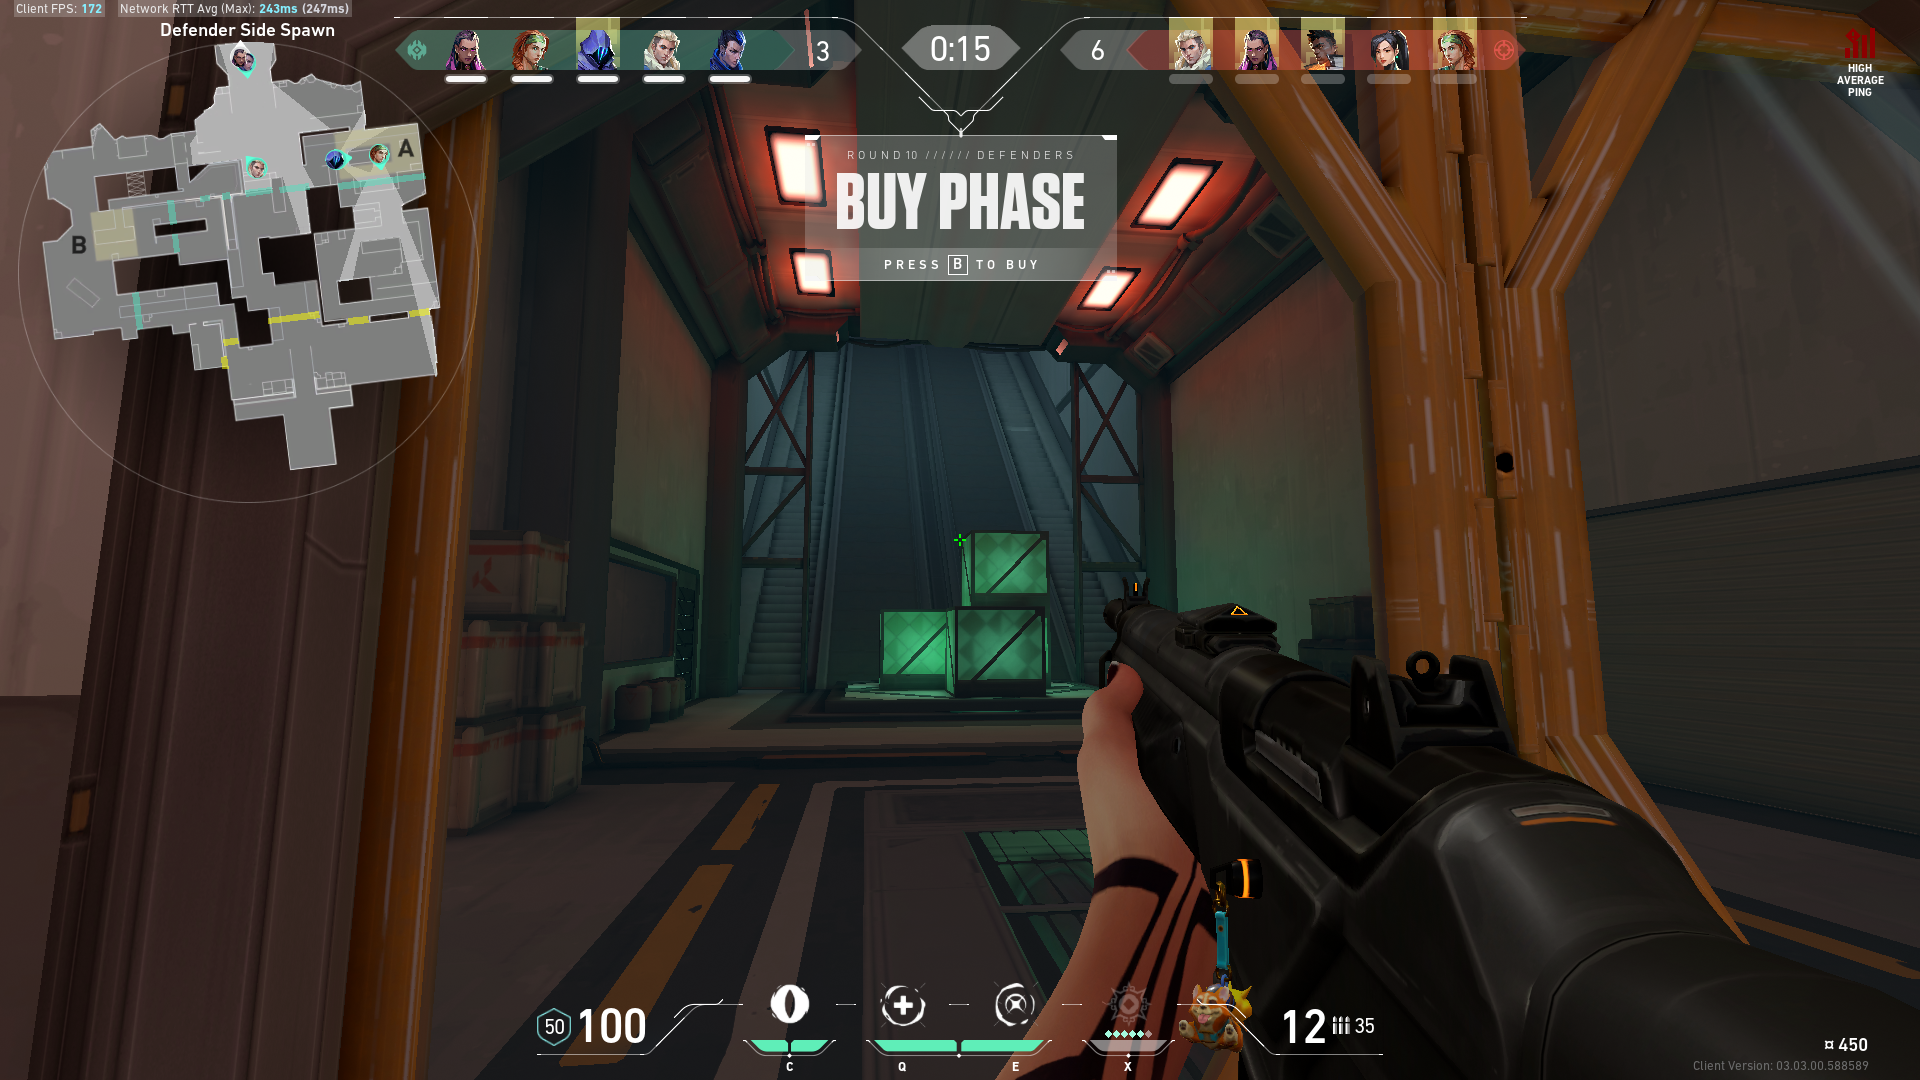 Client FPS: 172 Network RTT Avg (Max): 243ms (247ms)
Defender Side Spawn
3
0:15
6
HIGH
AVERAGE
PING
A
B
ROUND 10 ////// DEFENDERS
BUY PHASE
PRESS B TO BUY
50 100
12 35
C
Q
E
X
¤ 450
Client Version: 03.03.00.588589